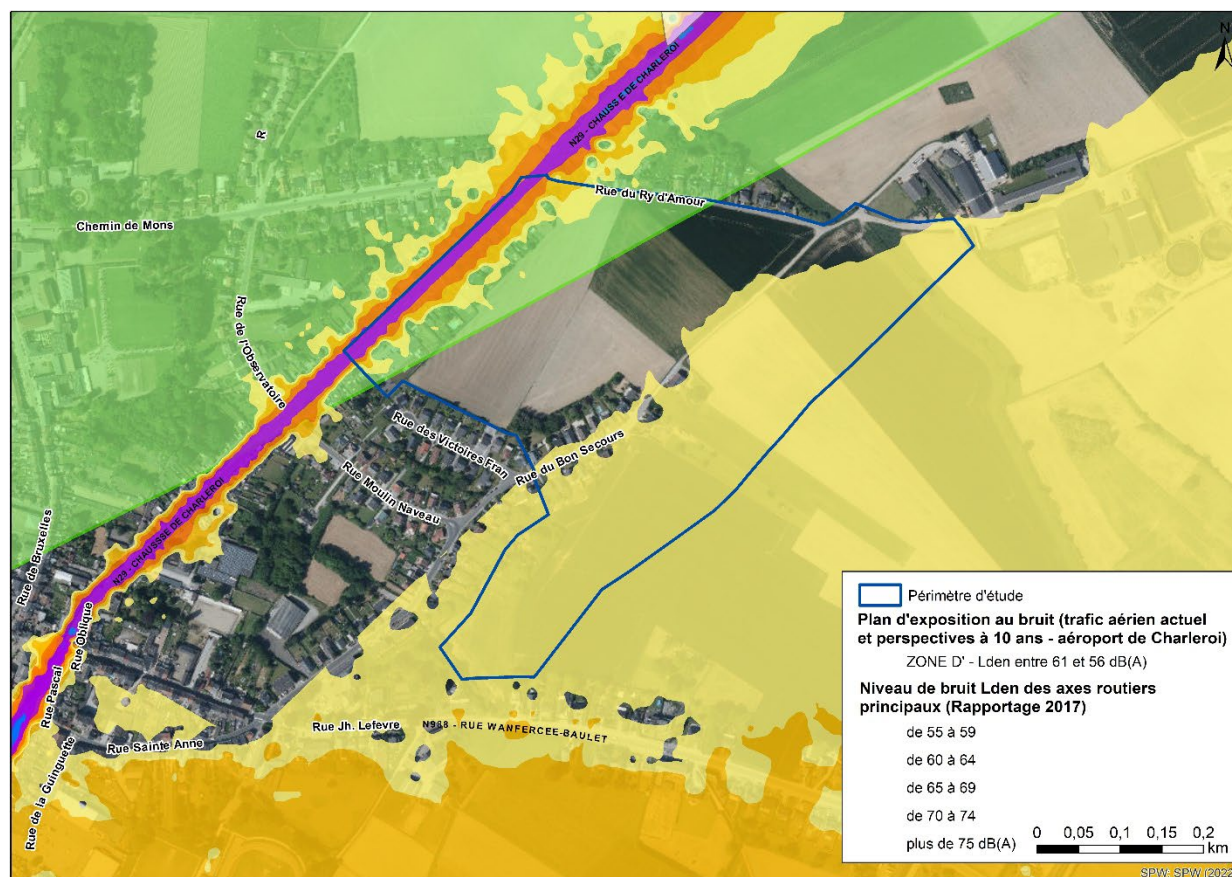 N
N29 - CHAUSS E DE CHARLEROI
R
Rue du Ry d'Amour
Chemin de Mons
Rue de l'Observatoire
Rue des Victoires Fran
Rue du Bon Secours
Rue Moulin Naveau
N29 - CHAUSSSE DE CHARLEROI
Rue de Bruxelles
Rue Oblique
Rue Pascal
Rue Jh. Lefevre
N988 - RUE WANFERCEE-BAULET
Rue Sainte Anne
Rue de la Guinguette
Périmètre d'étude
Plan d'exposition au bruit (trafic aérien actuel
et perspectives à 10 ans - aéroport de Charleroi)
ZONE D' - Lden entre 61 et 56 dB(A)
Niveau de bruit Lden des axes routiers
principaux (Rapportage 2017)
de 55 à 59
de 60 à 64
de 65 à 69
de 70 à 74
plus de 75 dB(A)
0 0,05 0,1 0,15 0,2
km
SPW; SPW (202